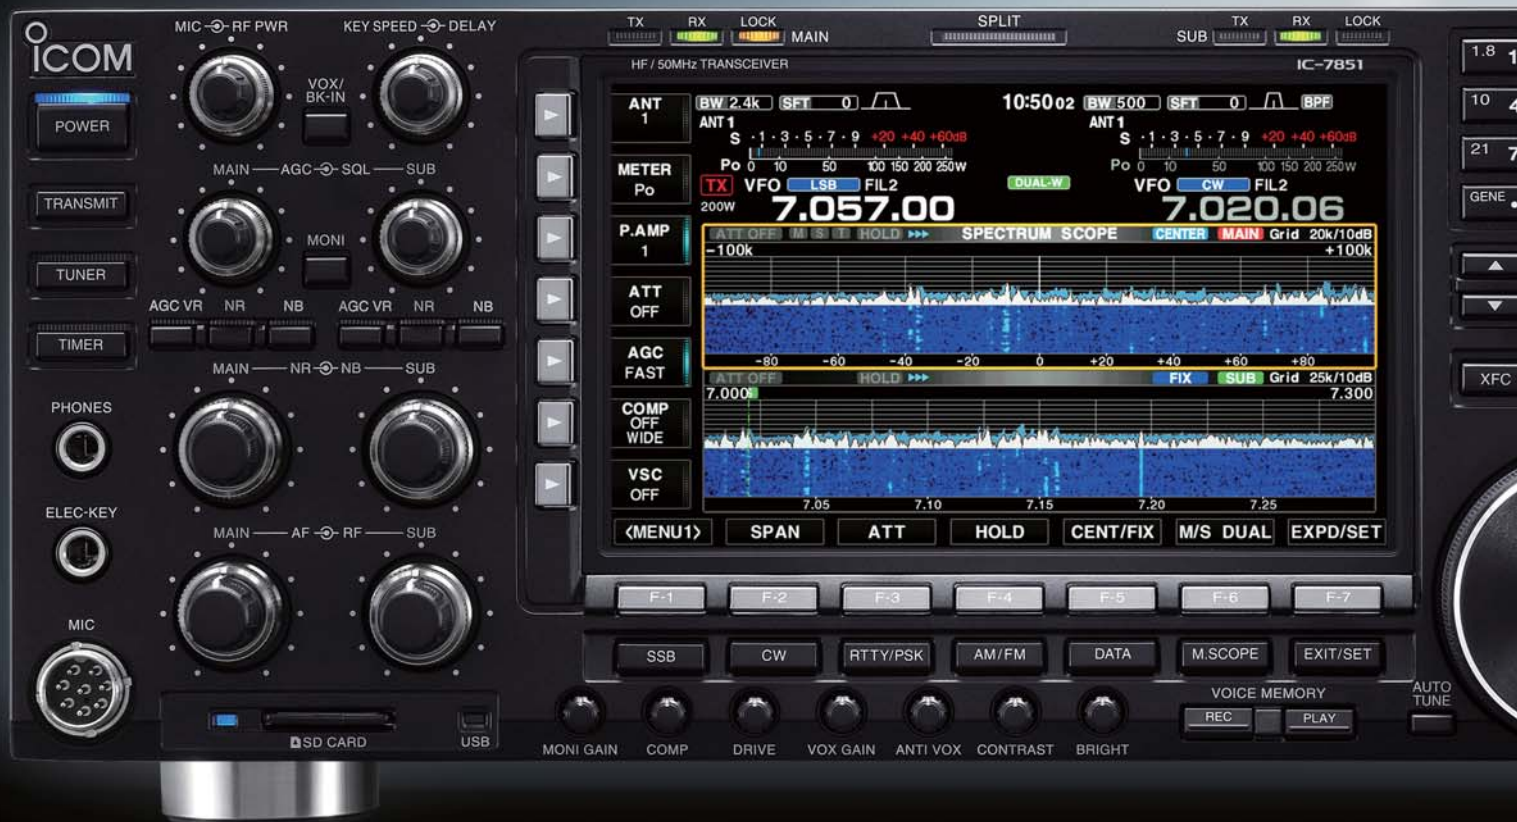 ICOM
POWER
TRANSMIT
TUNER
TIMER
PHONES
ELEC-KEY
MIC
MIC RF PWR
KEY SPEED DELAY
VOX/
BK-IN
MAIN AGC SQL SUB
MONI
AGC VR NR NB AGC VR NR NB
MAIN NR NB SUB
MAIN AF RF SUB
SD CARD
USB
TX RX LOCK
MAIN
SPLIT
TX RX LOCK
SUB
HF / 50MHz TRANSCEIVER
IC-7851
ANT
1
METER
Po
P.AMP
1
ATT
OFF
AGC
FAST
COMP
OFF
WIDE
VSC
OFF
BW 2.4k SFT 0
10:50 02
BW 500 SFT 0 BPF
ANT 1
S ·1·3·5·7·9 +20 +40 +60dB
Po 0 10 50 100 150 200 250W
TX VFO LSB FIL2
200W
7.057.00
DUAL-W
ANT 1
S ·1·3·5·7·9 +20 +40 +60dB
Po 0 10 50 100 150 200 250W
VFO CW FIL2
7.020.06
ATT OFF M S T HOLD SPECTRUM SCOPE CENTER MAIN Grid 20k/10dB
-100k +100k
-80 -60 -40 -20 0 +20 +40 +60 +80
ATT OFF HOLD FIX SUB Grid 25k/10dB
7.000 7.300
7.05 7.10 7.15 7.20 7.25
<MENU1> SPAN ATT HOLD CENT/FIX M/S DUAL EXPD/SET
F-1 F-2 F-3 F-4 F-5 F-6 F-7
SSB CW RTTY/PSK AM/FM DATA M.SCOPE EXIT/SET
MONI GAIN COMP DRIVE VOX GAIN ANTI VOX CONTRAST BRIGHT
VOICE MEMORY
REC PLAY
AUTO
TUNE
1.8 1
10 4
21 7
GENE ·
XFC